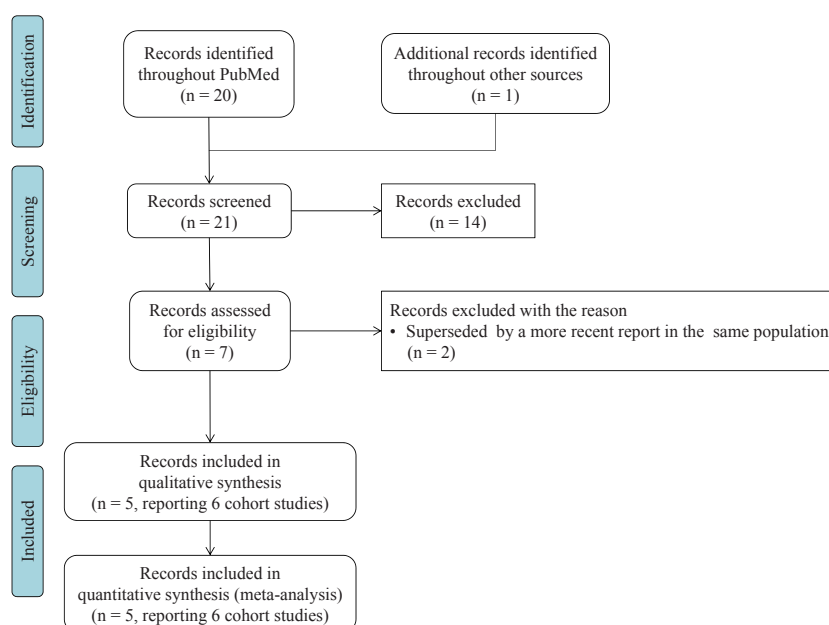 Identification
Records identified
throughout PubMed
(n = 20)
Additional records identified
throughout other sources
(n = 1)
Screening
Records screened
(n = 21)
Records excluded
(n = 14)
Eligibility
Records assessed
for eligibility
(n = 7)
Records excluded with the reason
• Superseded by a more recent report in the same population
(n = 2)
Included
Records included in
qualitative synthesis
(n = 5, reporting 6 cohort studies)
Records included in
quantitative synthesis (meta-analysis)
(n = 5, reporting 6 cohort studies)